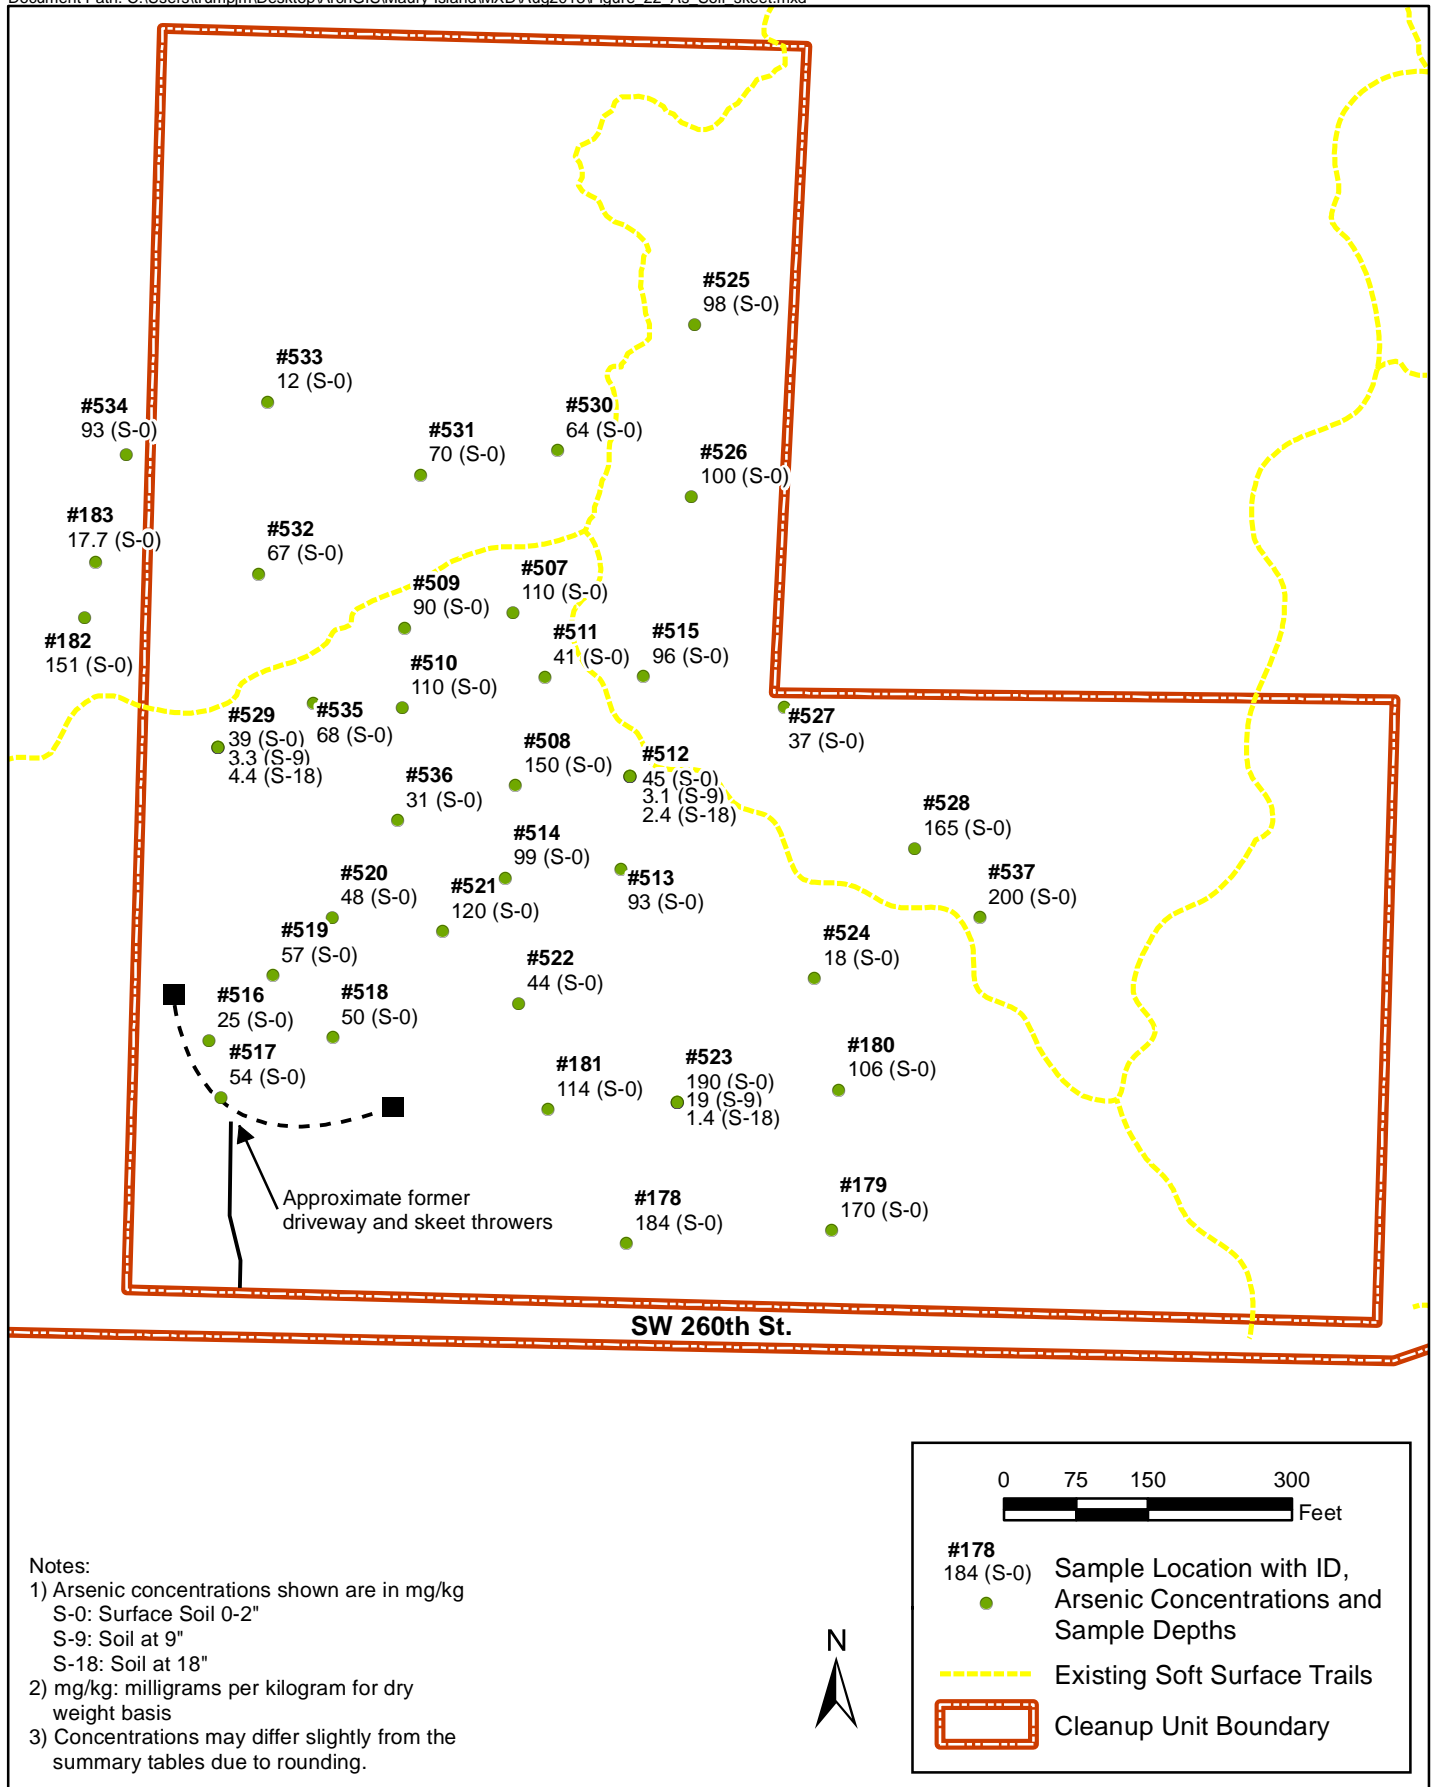 #525
98 (S-0)
#533
12 (S-0)
#534
93 (S-0)
#530
64 (S-0)
#531
70 (S-0)
#526
100 (S-0)
#183
17.7 (S-0)
#532
67 (S-0)
#507
110 (S-0)
#509
90 (S-0)
#511
41 (S-0)
#515
96 (S-0)
#182
151 (S-0)
#510
110 (S-0)
#529
39 (S-0)
3.3 (S-9)
4.4 (S-18)
#535
68 (S-0)
#527
37 (S-0)
#508
150 (S-0)
#512
45 (S-0)
3.1 (S-9)
2.4 (S-18)
#536
31 (S-0)
#528
165 (S-0)
#514
99 (S-0)
#513
93 (S-0)
#537
200 (S-0)
#520
48 (S-0)
#521
120 (S-0)
#519
57 (S-0)
#524
18 (S-0)
#522
44 (S-0)
#516
25 (S-0)
#518
50 (S-0)
#517
54 (S-0)
#181
114 (S-0)
#523
190 (S-0)
19 (S-9)
1.4 (S-18)
#180
106 (S-0)
Approximate former
driveway and skeet throwers
#178
184 (S-0)
#179
170 (S-0)
SW 260th St.
0 75 150 300
Feet
#178
184 (S-0)
Sample Location with ID,
Arsenic Concentrations and
Sample Depths
Existing Soft Surface Trails
Cleanup Unit Boundary
N
Notes:
1) Arsenic concentrations shown are in mg/kg
S-0: Surface Soil 0-2"
S-9: Soil at 9"
S-18: Soil at 18"
2) mg/kg: milligrams per kilogram for dry
weight basis
3) Concentrations may differ slightly from the
summary tables due to rounding.